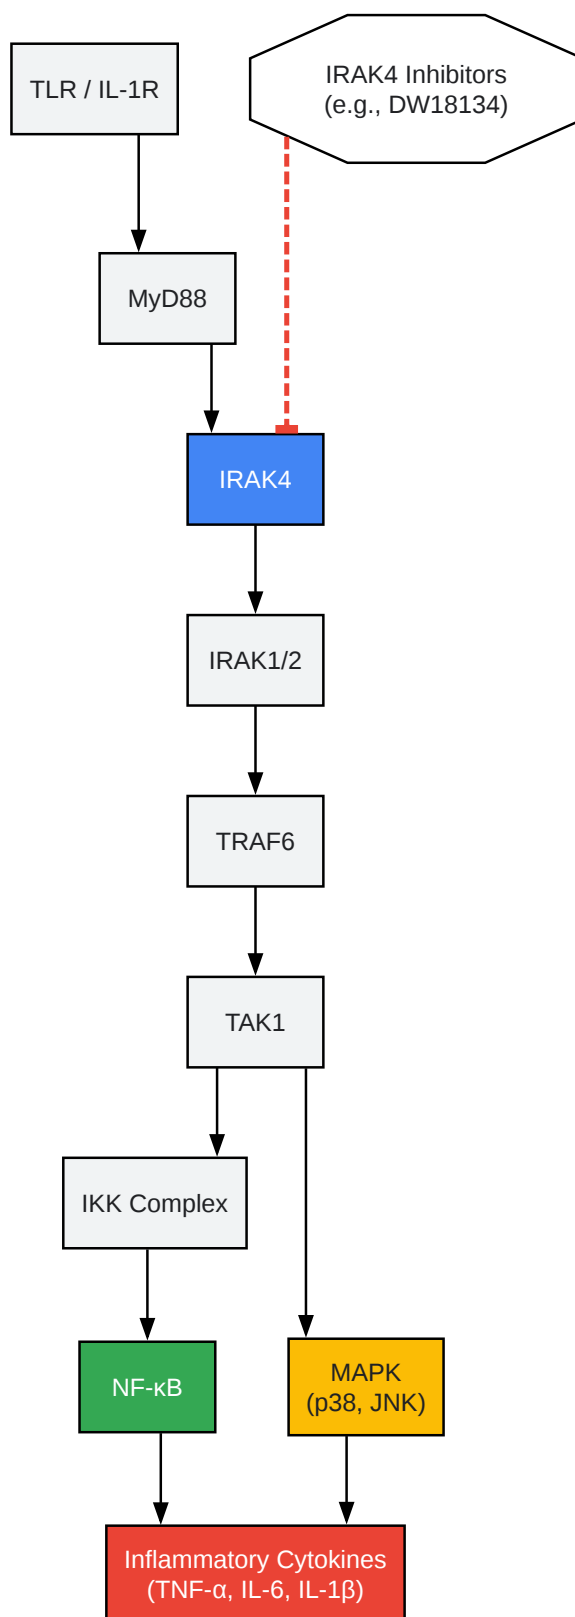 TLR / IL-1R
IRAK4 Inhibitors
(e.g., DW18134)
MyD88
IRAK4
IRAK1/2
TRAF6
TAK1
IKK Complex
NF-κB
MAPK
(p38, JNK)
Inflammatory Cytokines
(TNF-α, IL-6, IL-1β)